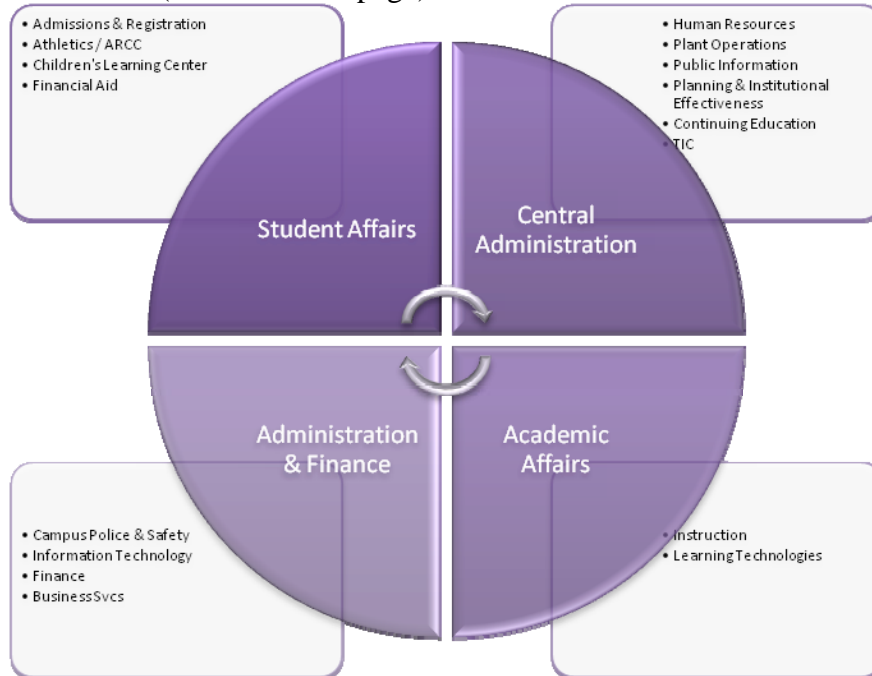 • Admissions & Registration
• Athletics / ARCC
• Children's Learning Center
• Financial Aid
• Human Resources
• Plant Operations
• Public Information
• Planning & Institutional
Effectiveness
• Continuing Education
• TIC
Student Affairs
Central
Administration
Administration
& Finance
Academic
Affairs
• Campus Police & Safety
• Information Technology
• Finance
• Business Svcs
• Instruction
• Learning Technologies